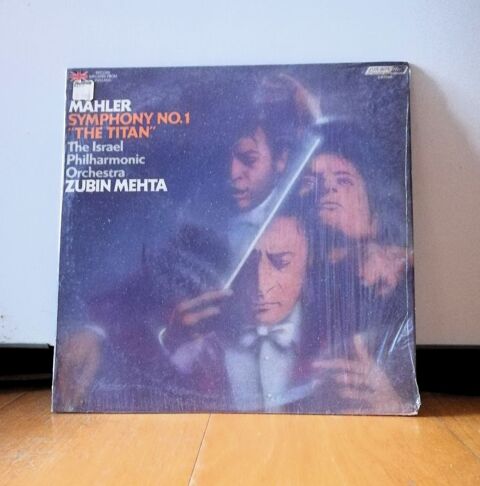 MAHLER
SYMPHONY NO.1
"THE TITAN"
The Israel
Philharmonic
Orchestra
ZUBIN MEHTA